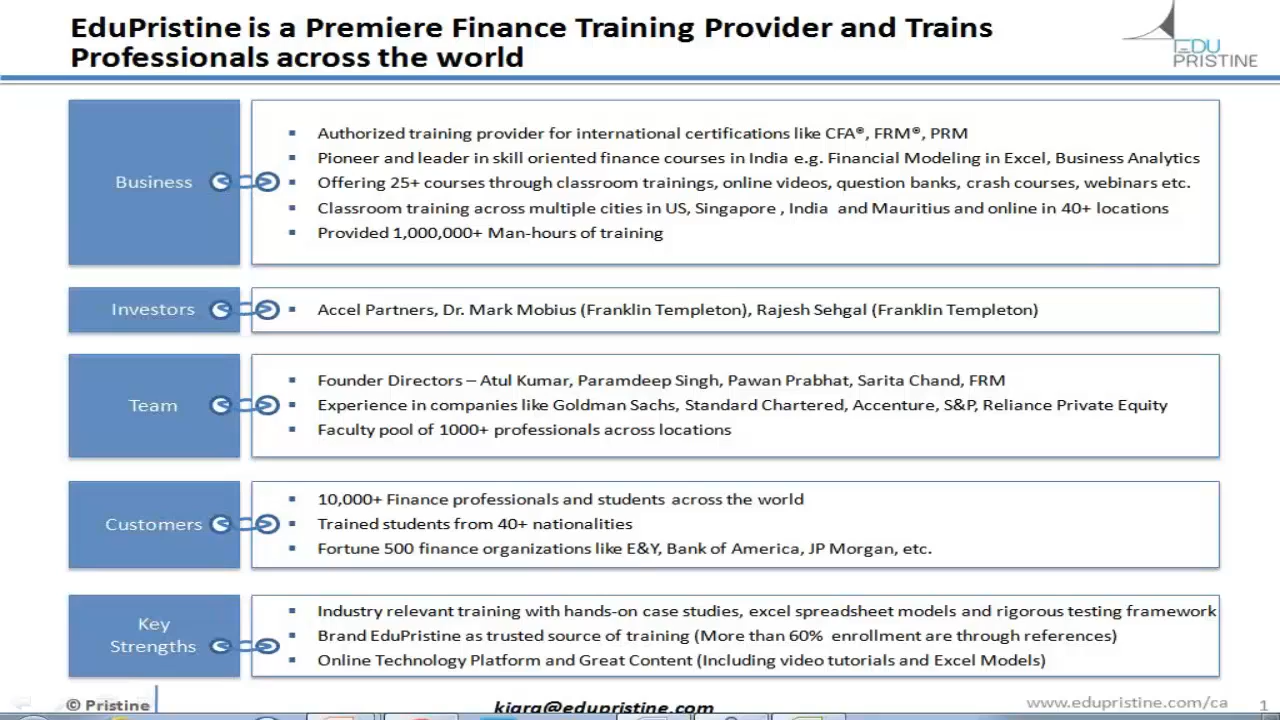 EduPristine is a Premiere Finance Training Provider and Trains
Professionals across the world
EDU
PRISTINE
Business
▪ Authorized training provider for international certifications like CFA®, FRM®, PRM
▪ Pioneer and leader in skill oriented finance courses in India e.g. Financial Modeling in Excel, Business Analytics
▪ Offering 25+ courses through classroom trainings, online videos, question banks, crash courses, webinars etc.
▪ Classroom training across multiple cities in US, Singapore , India and Mauritius and online in 40+ locations
▪ Provided 1,000,000+ Man-hours of training
Investors
▪ Accel Partners, Dr. Mark Mobius (Franklin Templeton), Rajesh Sehgal (Franklin Templeton)
Team
▪ Founder Directors – Atul Kumar, Paramdeep Singh, Pawan Prabhat, Sarita Chand, FRM
▪ Experience in companies like Goldman Sachs, Standard Chartered, Accenture, S&P, Reliance Private Equity
▪ Faculty pool of 1000+ professionals across locations
Customers
▪ 10,000+ Finance professionals and students across the world
▪ Trained students from 40+ nationalities
▪ Fortune 500 finance organizations like E&Y, Bank of America, JP Morgan, etc.
Key
Strengths
▪ Industry relevant training with hands-on case studies, excel spreadsheet models and rigorous testing framework
▪ Brand EduPristine as trusted source of training (More than 60% enrollment are through references)
▪ Online Technology Platform and Great Content (Including video tutorials and Excel Models)
© Pristine
kiara@edupristine.com
www.edupristine.com/ca
1